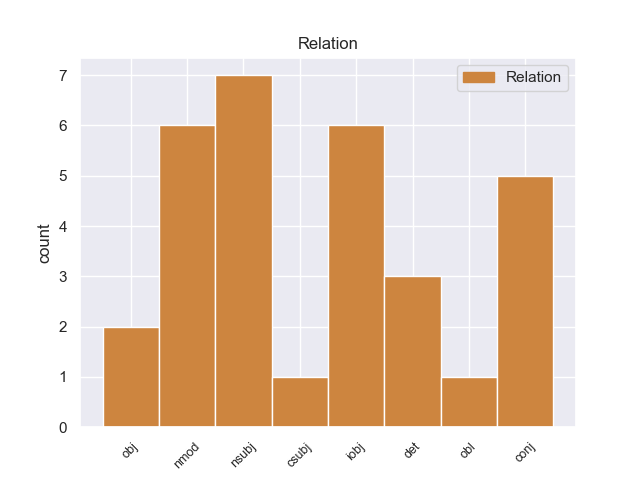 Relation
Relation
7
6
5
4
3
2
1
0
count
obj
nmod
nsubj
csubj
iobj
det
obl
conj